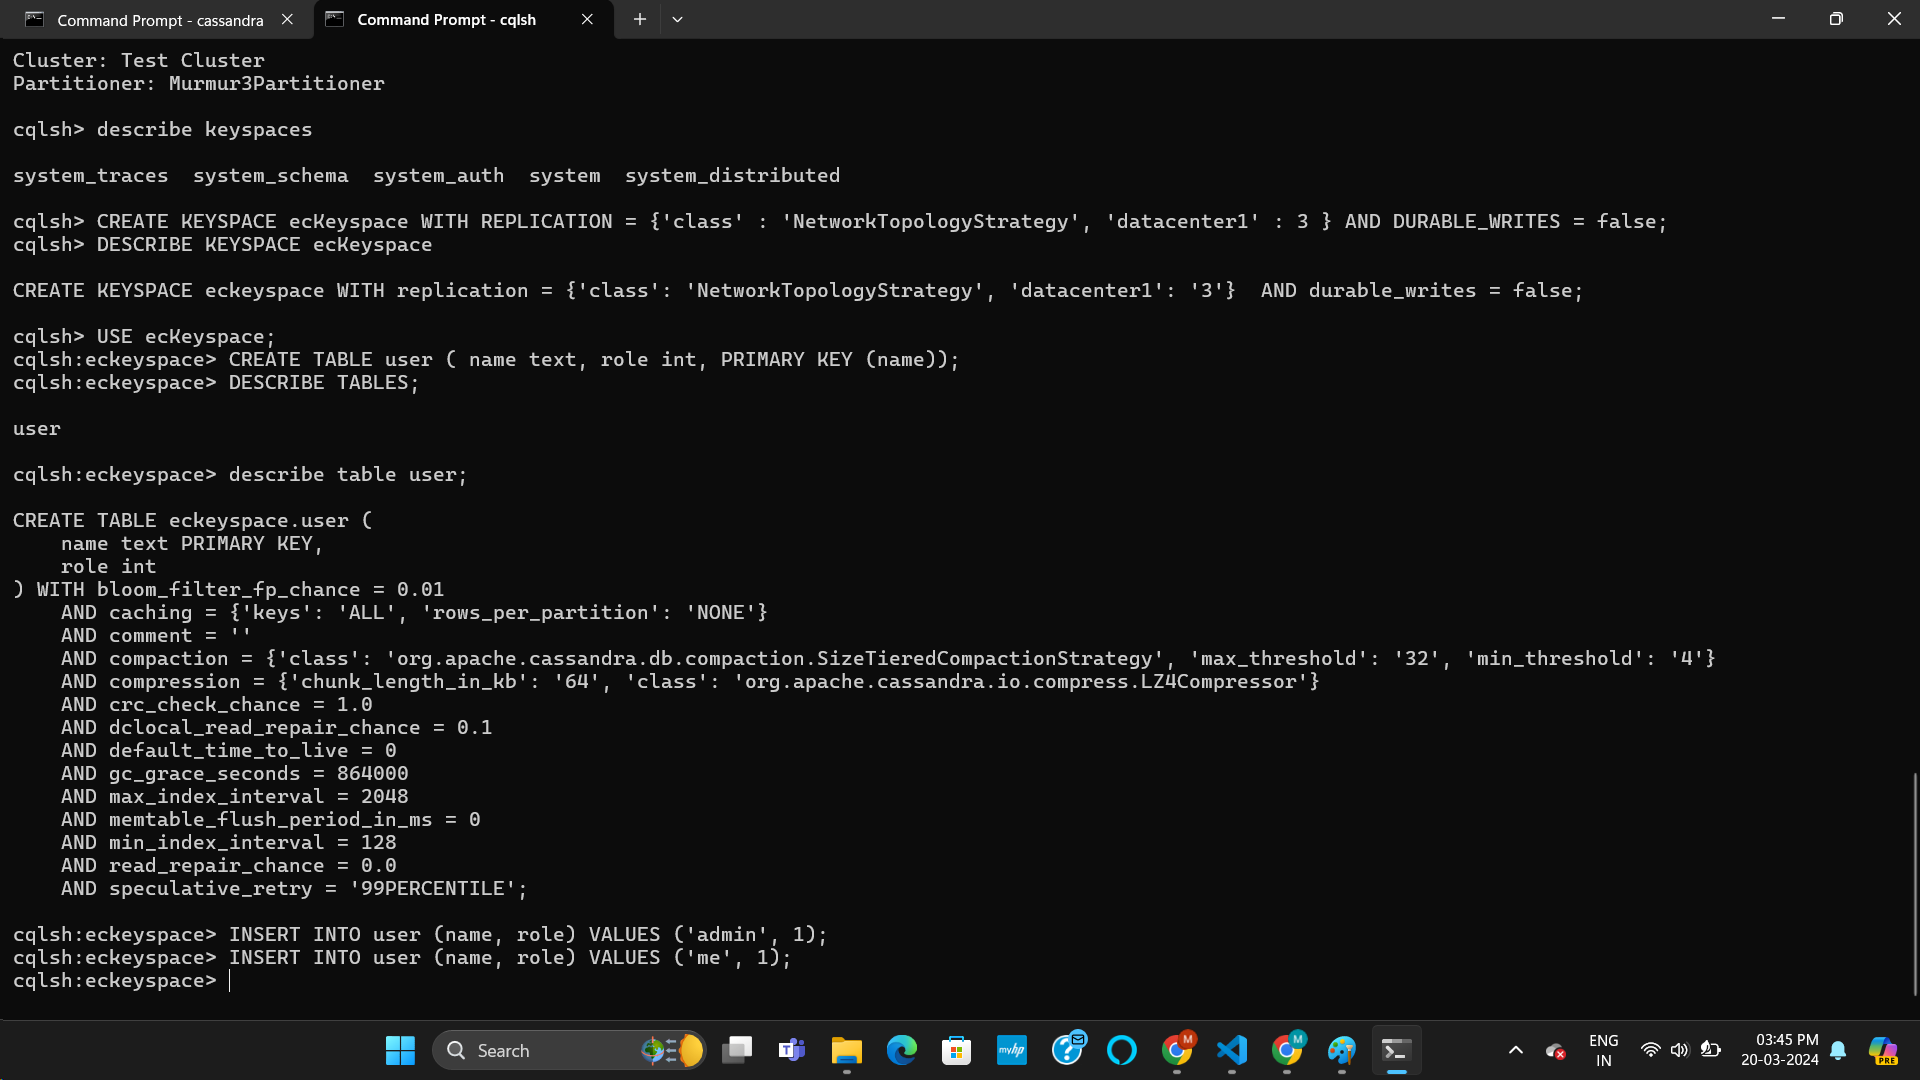 Command Prompt - cassandra
Command Prompt - cqlsh
Cluster: Test Cluster
Partitioner: Murmur3Partitioner
cqlsh> describe keyspaces
system_traces  system_schema  system_auth  system  system_distributed
cqlsh> CREATE KEYSPACE ecKeyspace WITH REPLICATION = {'class' : 'NetworkTopologyStrategy', 'datacenter1' : 3 } AND DURABLE_WRITES = false;
cqlsh> DESCRIBE KEYSPACE ecKeyspace
CREATE KEYSPACE eckeyspace WITH replication = {'class': 'NetworkTopologyStrategy', 'datacenter1': '3'}  AND durable_writes = false;
cqlsh> USE ecKeyspace;
cqlsh:eckeyspace> CREATE TABLE user ( name text, role int, PRIMARY KEY (name));
cqlsh:eckeyspace> DESCRIBE TABLES;
user
cqlsh:eckeyspace> describe table user;
CREATE TABLE eckeyspace.user (
    name text PRIMARY KEY,
    role int
) WITH bloom_filter_fp_chance = 0.01
    AND caching = {'keys': 'ALL', 'rows_per_partition': 'NONE'}
    AND comment = ''
    AND compaction = {'class': 'org.apache.cassandra.db.compaction.SizeTieredCompactionStrategy', 'max_threshold': '32', 'min_threshold': '4'}
    AND compression = {'chunk_length_in_kb': '64', 'class': 'org.apache.cassandra.io.compress.LZ4Compressor'}
    AND crc_check_chance = 1.0
    AND dclocal_read_repair_chance = 0.1
    AND default_time_to_live = 0
    AND gc_grace_seconds = 864000
    AND max_index_interval = 2048
    AND memtable_flush_period_in_ms = 0
    AND min_index_interval = 128
    AND read_repair_chance = 0.0
    AND speculative_retry = '99PERCENTILE';
cqlsh:eckeyspace> INSERT INTO user (name, role) VALUES ('admin', 1);
cqlsh:eckeyspace> INSERT INTO user (name, role) VALUES ('me', 1);
cqlsh:eckeyspace>
Search
myhp
M
M
ENG
IN
03:45 PM
20-03-2024
PRE